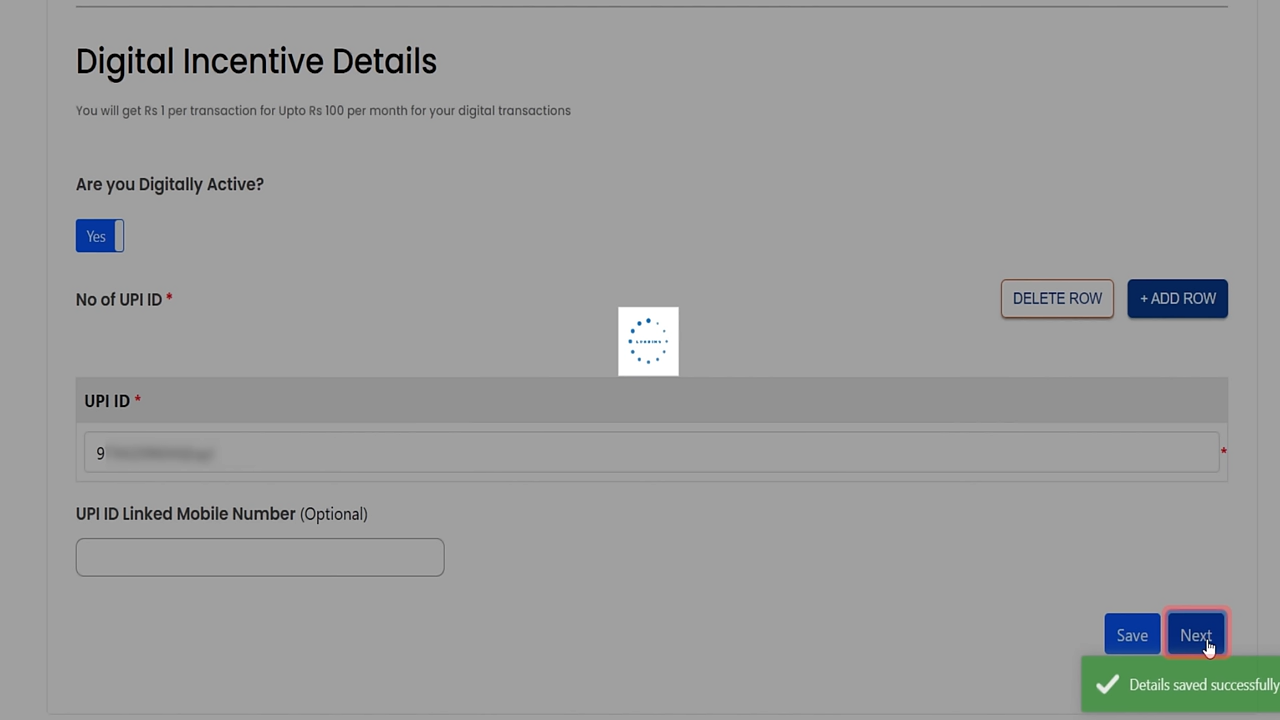 Digital Incentive Details
You will get Rs 1 per transaction for Upto Rs 100 per month for your digital transactions
Are you Digitally Active?
Yes
No of UPI ID *
DELETE ROW
+ ADD ROW
LOADING
UPI ID *
9
*
UPI ID Linked Mobile Number (Optional)
Save
Next
Details saved successfully